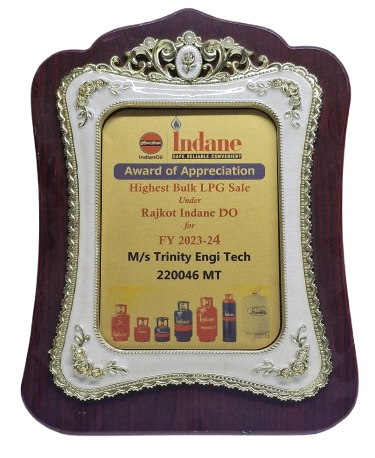 इंडियनऑयल
IndianOil
Indane
SAFE. RELIABLE. CONVENIENT
Award of Appreciation
Highest Bulk LPG Sale
Under
Rajkot Indane DO
for
FY 2023-24
M/s Trinity Engi Tech
220046 MT